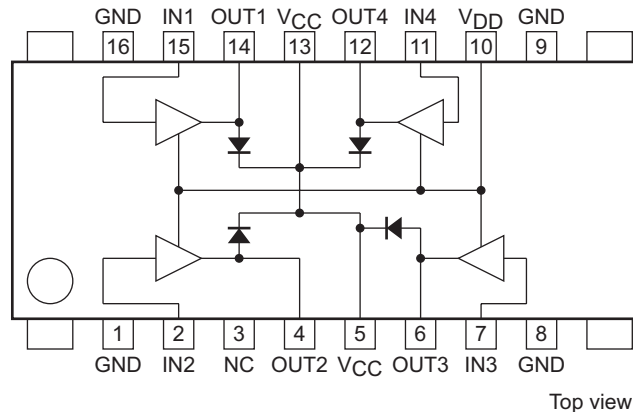 GND IN1 OUT1 VCC OUT4 IN4 VDD GND
16 15 14 13 12 11 10 9
1 2 3 4 5 6 7 8
GND IN2 NC OUT2 VCC OUT3 IN3 GND
Top view